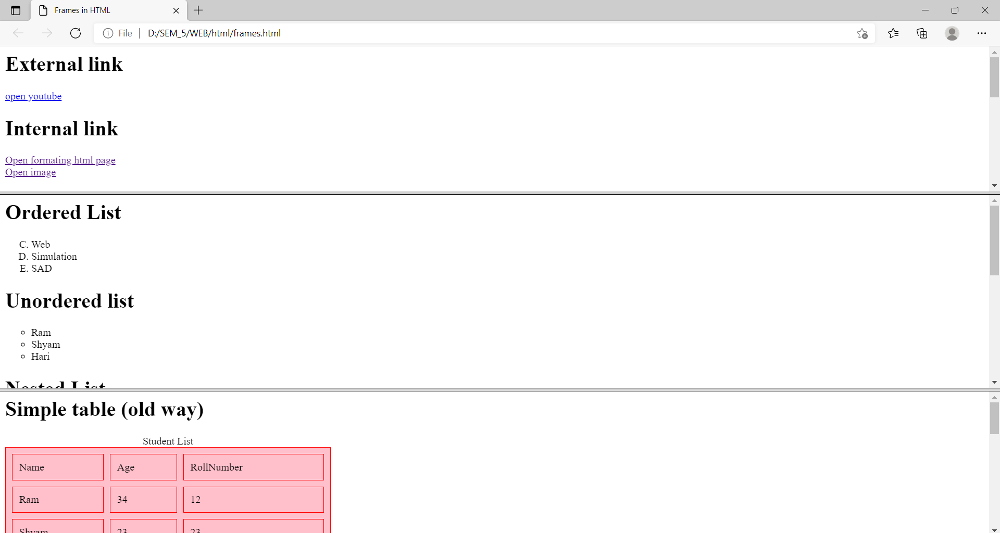 Frames in HTML
File | D:/SEM_5/WEB/html/frames.html
External link
open youtube
Internal link
Open formating html page
Open image
Ordered List
C. Web
D. Simulation
E. SAD
Unordered list
Ram
Shyam
Hari
Nested List
Simple table (old way)
Student List
Name Age RollNumber
Ram 34 12
Shyam 23 23